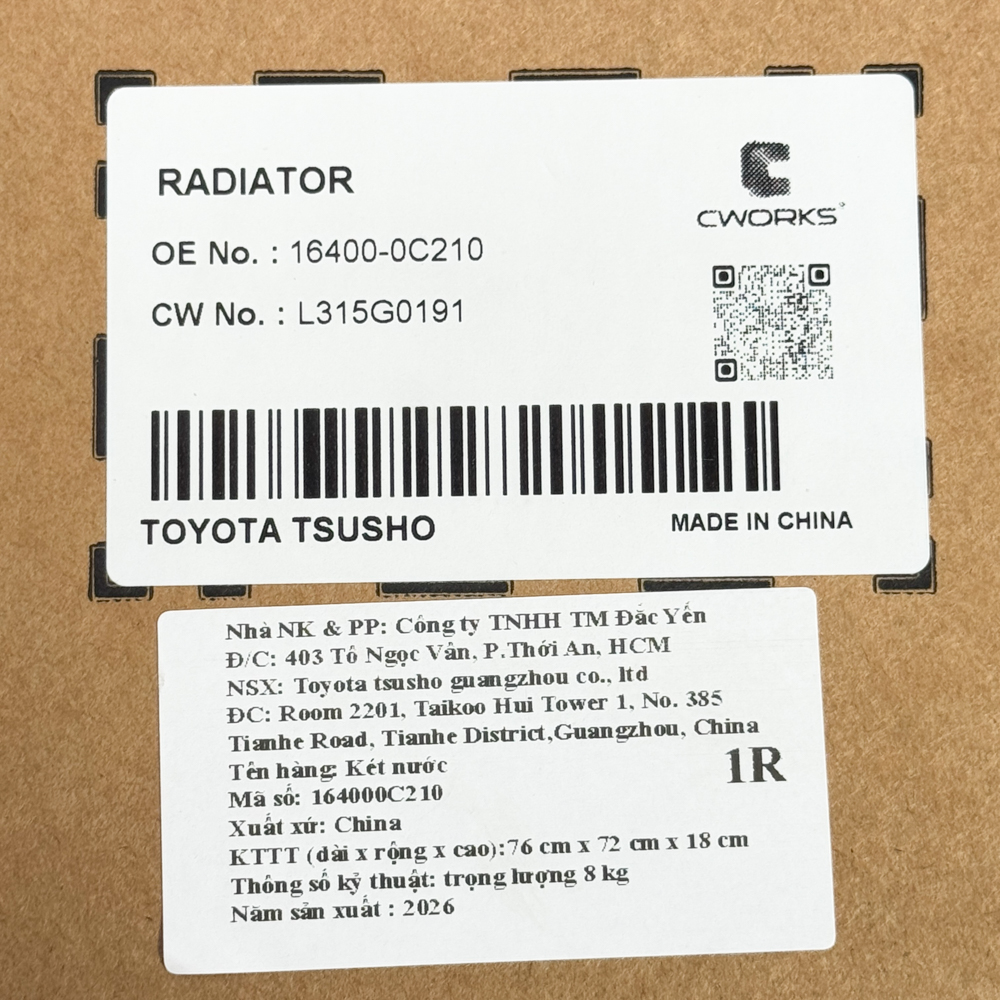 RADIATOR
CWORKS
OE No. : 16400-0C210
CW No. : L315G0191
TOYOTA TSUSHO
MADE IN CHINA
Nhà NK & PP: Công ty TNHH TM Đắc Yến
Đ/C: 403 Tô Ngọc Vân, P.Thới An, HCM
NSX: Toyota tsusho guangzhou co., ltd
ĐC: Room 2201, Taikoo Hui Tower 1, No. 385
Tianhe Road, Tianhe District,Guangzhou, China
Tên hàng: Két nước
1R
Mã số: 164000C210
Xuất xứ: China
KTTT (dài x rộng x cao):76 cm x 72 cm x 18 cm
Thông số kỷ thuật: trọng lượng 8 kg
Năm sản xuất : 2026